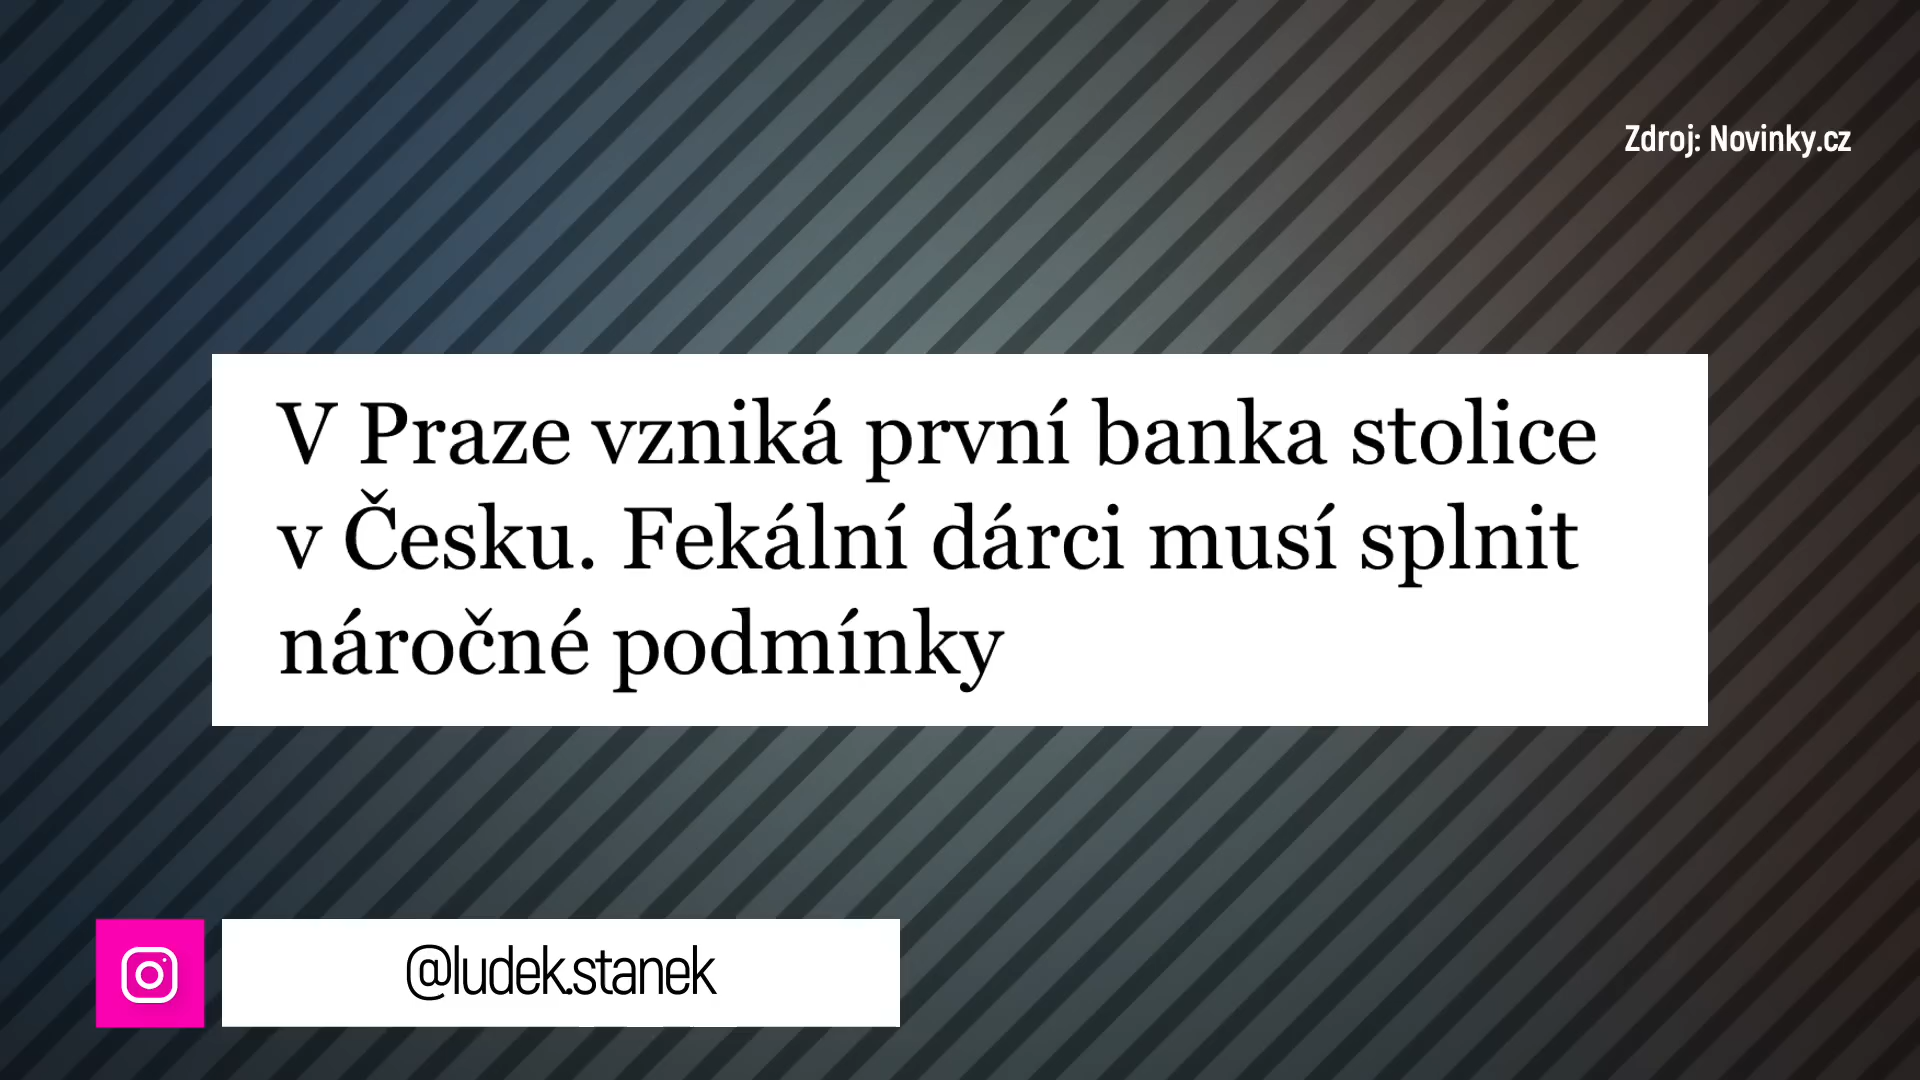 Zdroj: Novinky.cz
V Praze vzniká první banka stolice
v Česku. Fekální dárci musí splnit
náročné podmínky
@ludek.stanek